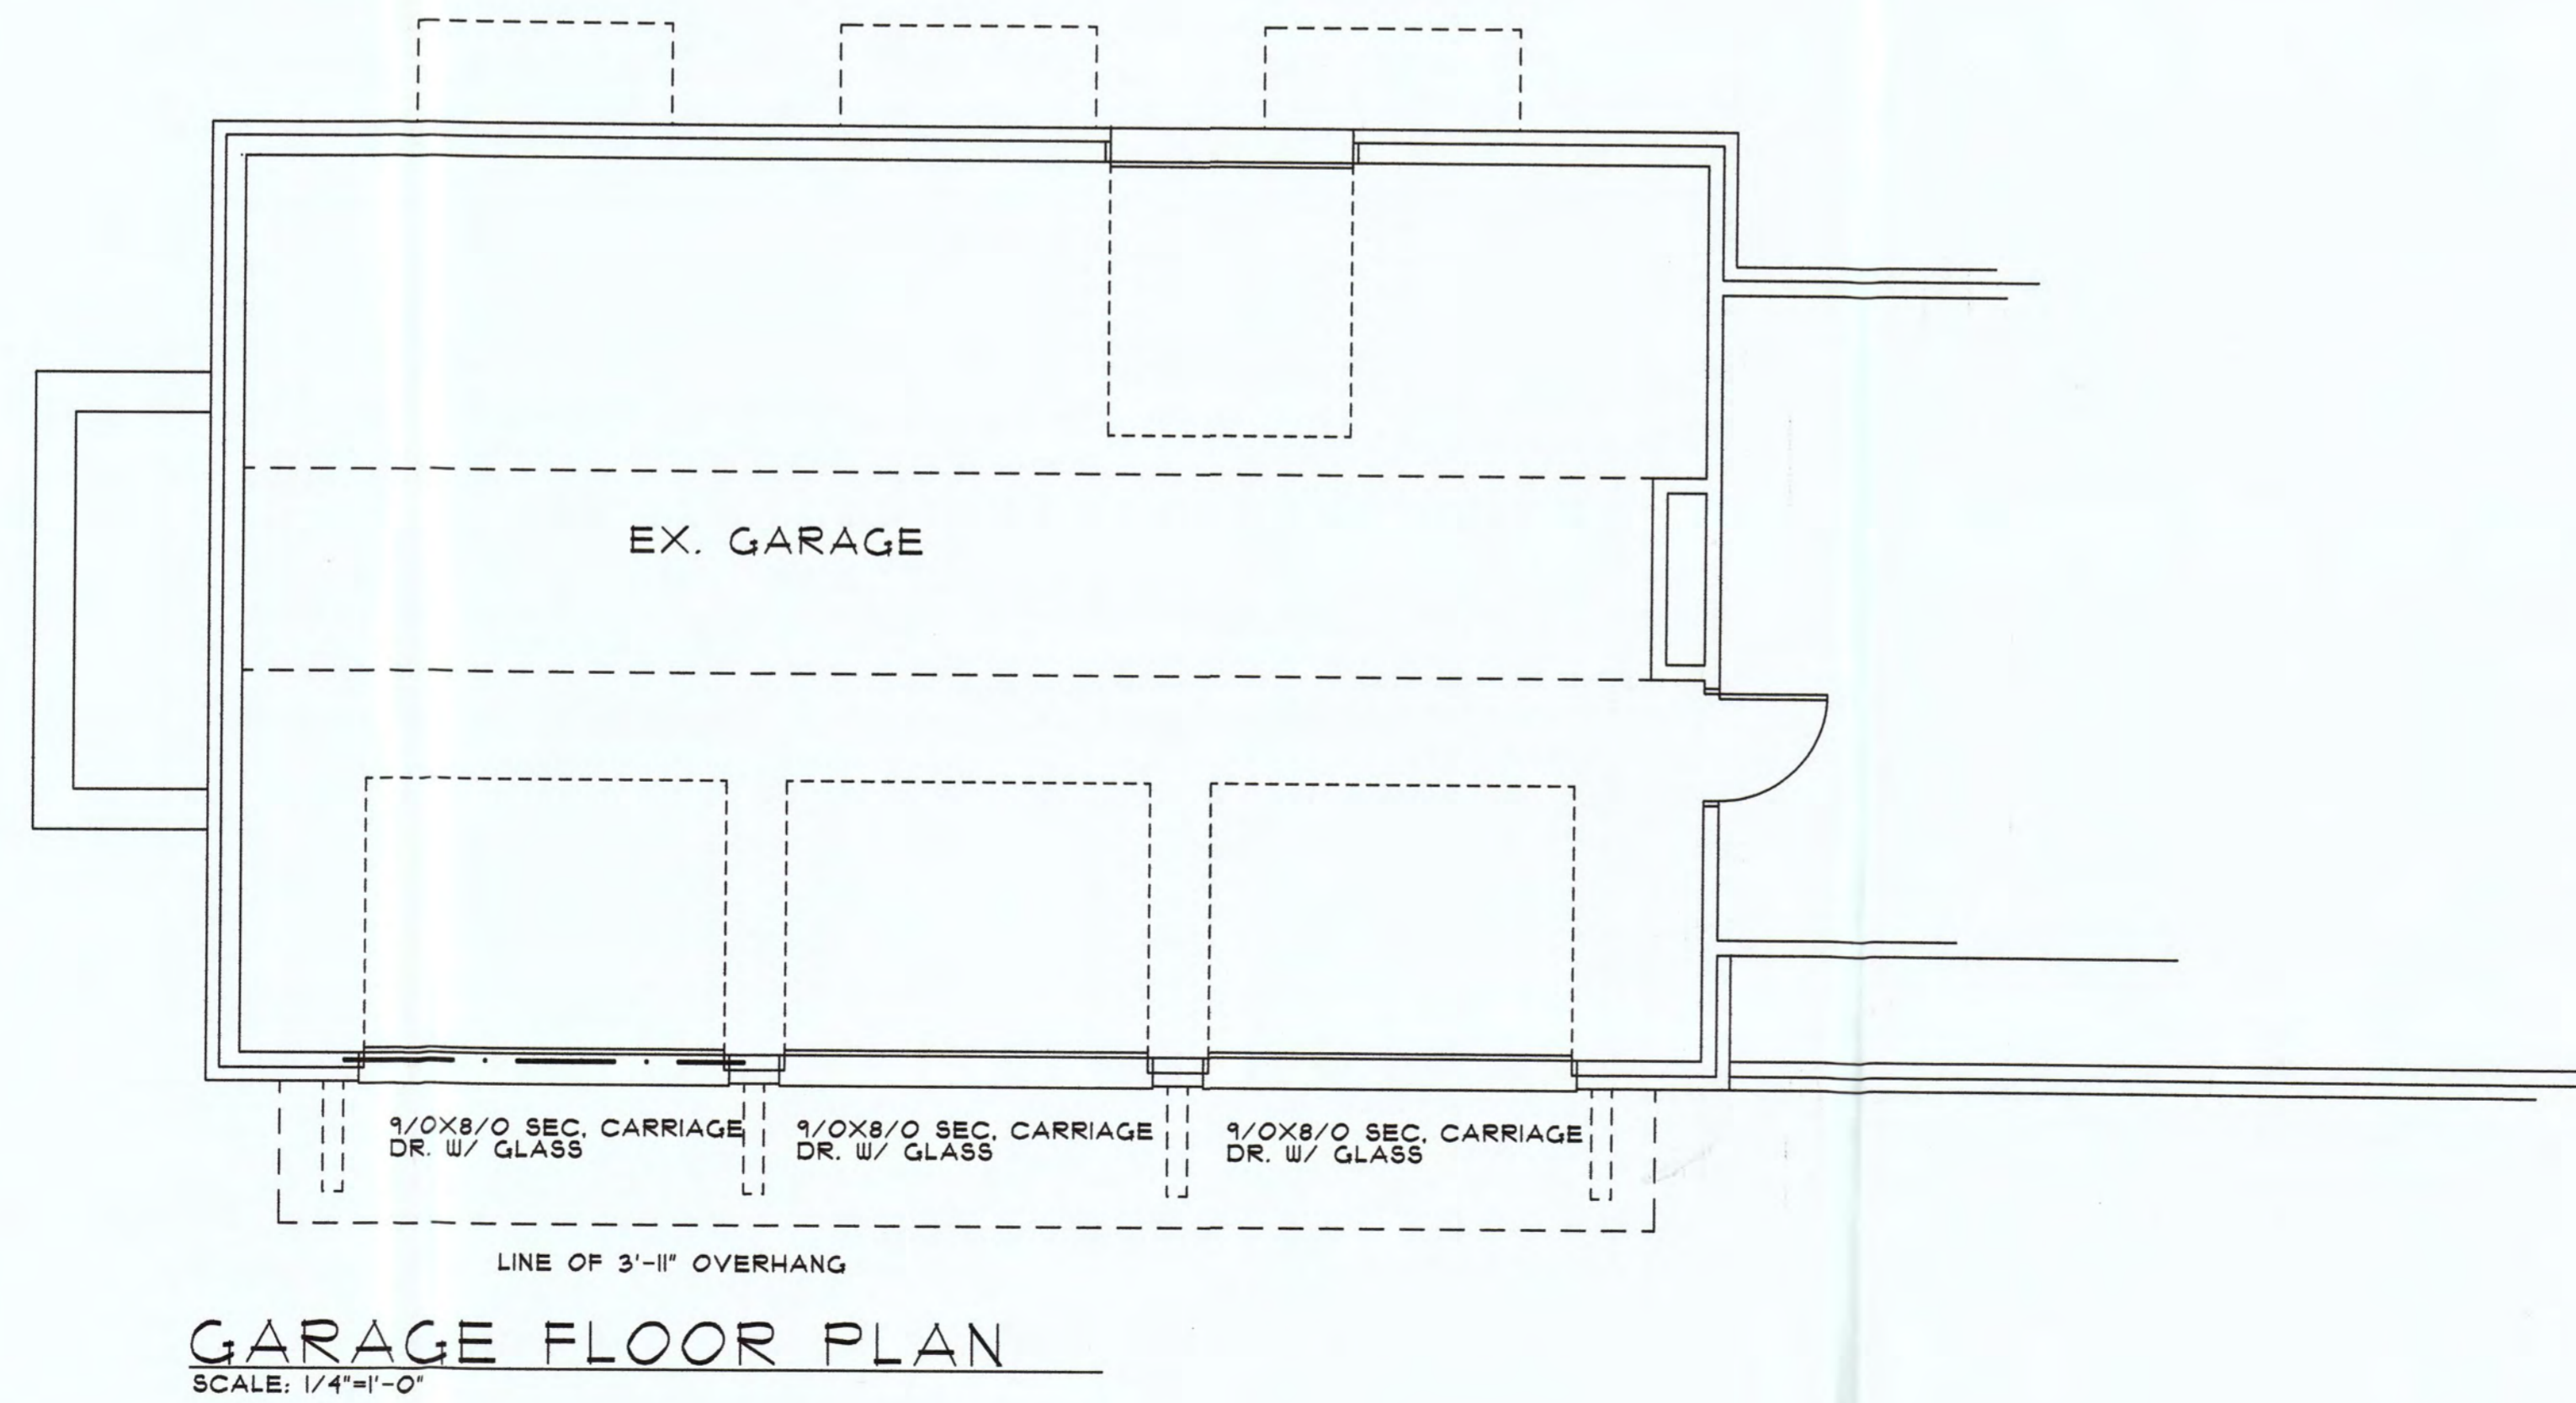 EX. GARAGE
9/0X8/0 SEC. CARRIAGE
DR. W/ GLASS
9/0X8/0 SEC. CARRIAGE
DR. W/ GLASS
9/0X8/0 SEC. CARRIAGE
DR. W/ GLASS
LINE OF 3'-11" OVERHANG
GARAGE FLOOR PLAN
SCALE: 1/4"=1'-0"